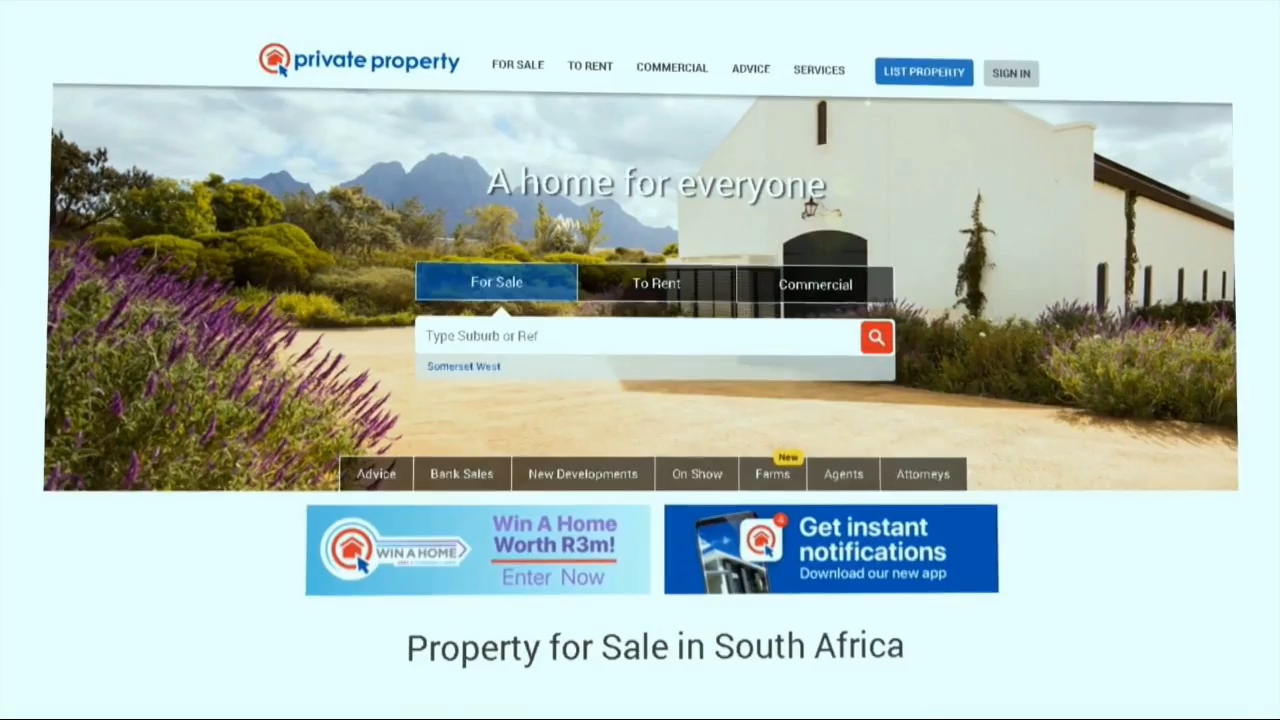 private property
FOR SALE TO RENT COMMERCIAL ADVICE SERVICES LIST PROPERTY SIGN IN
A home for everyone
For Sale To Rent Commercial
Type Suburb or Ref
Somerset West
New
Advice Bank Sales New Developments On Show Farms Agents Attorneys
WIN A HOME
Win A Home
Worth R3m!
Enter Now
4
Get instant
notifications
Download our new app
Property for Sale in South Africa